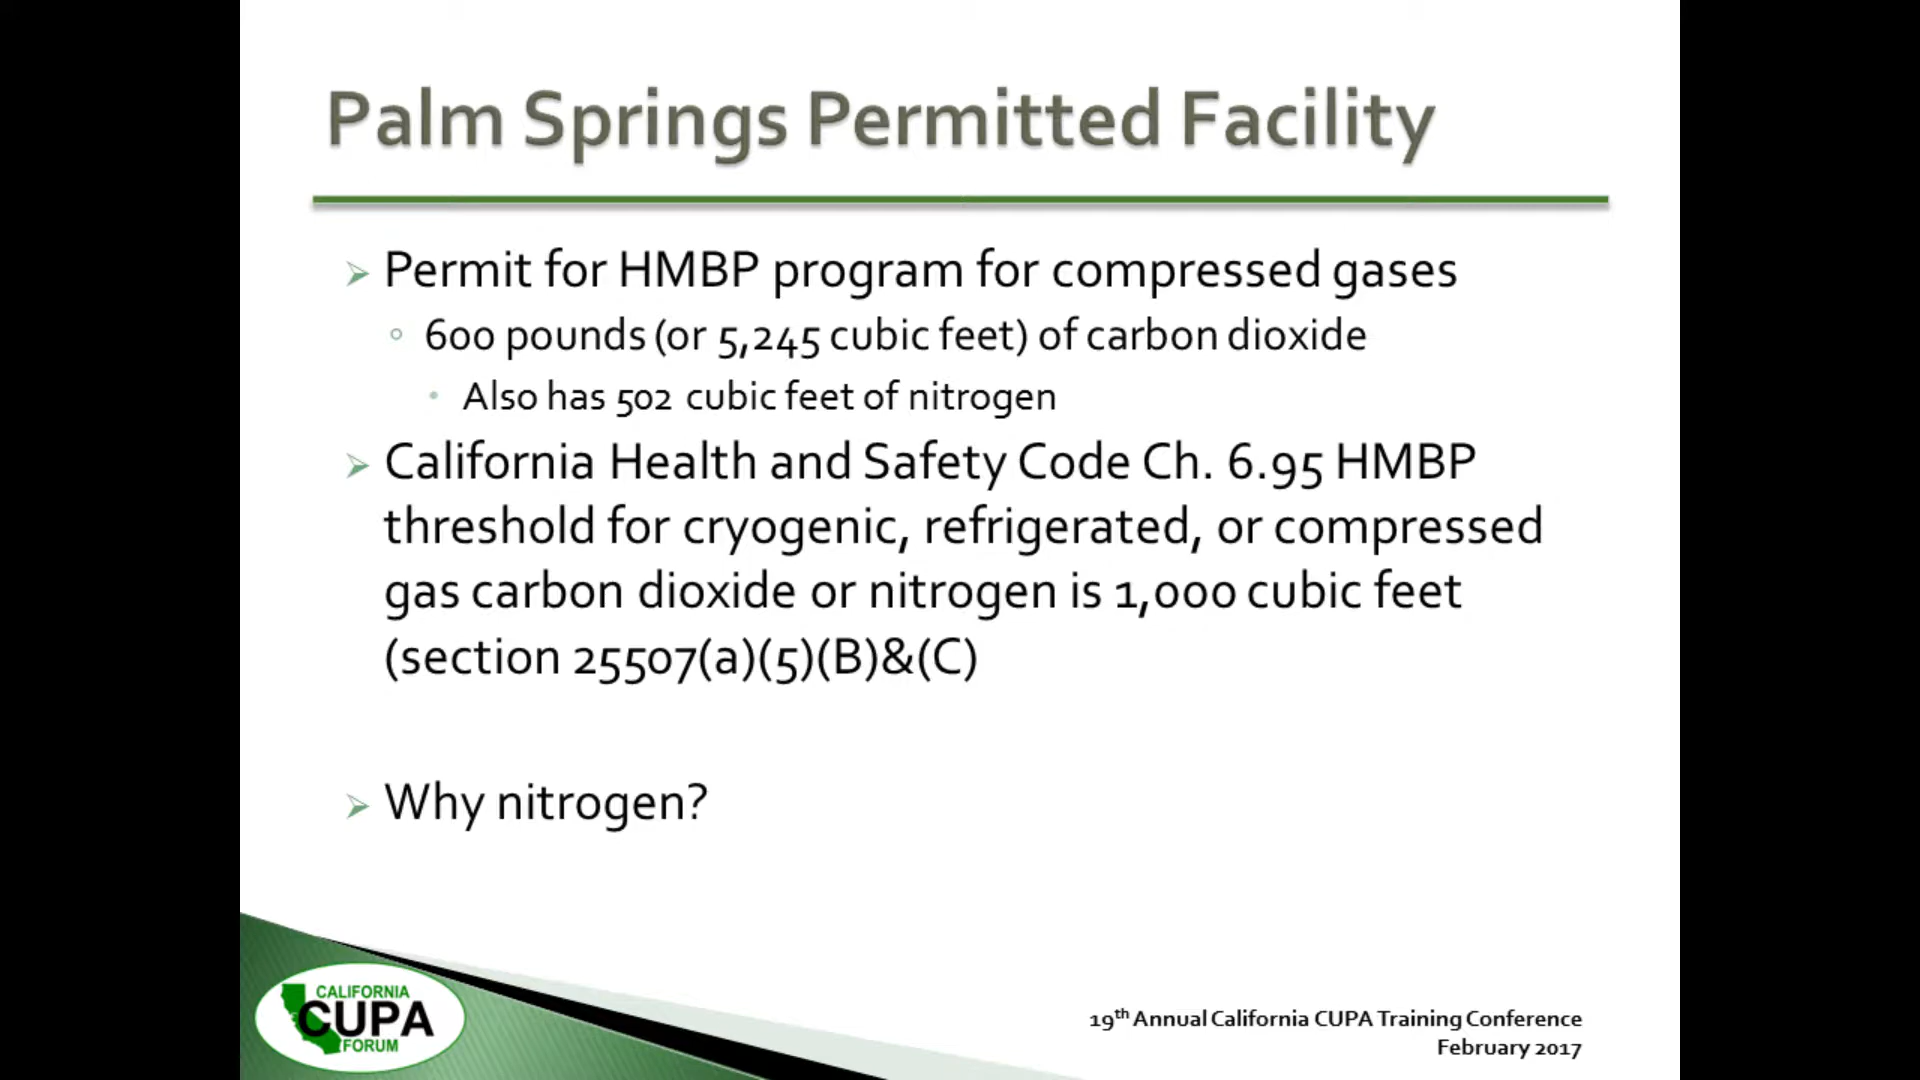 Palm Springs Permitted Facility
Permit for HMBP program for compressed gases
600 pounds (or 5,245 cubic feet) of carbon dioxide
Also has 502 cubic feet of nitrogen
California Health and Safety Code Ch. 6.95 HMBP
threshold for cryogenic, refrigerated, or compressed
gas carbon dioxide or nitrogen is 1,000 cubic feet
(section 25507(a)(5)(B)&(C)
Why nitrogen?
CALIFORNIA
CUPA
FORUM
19th Annual California CUPA Training Conference
February 2017